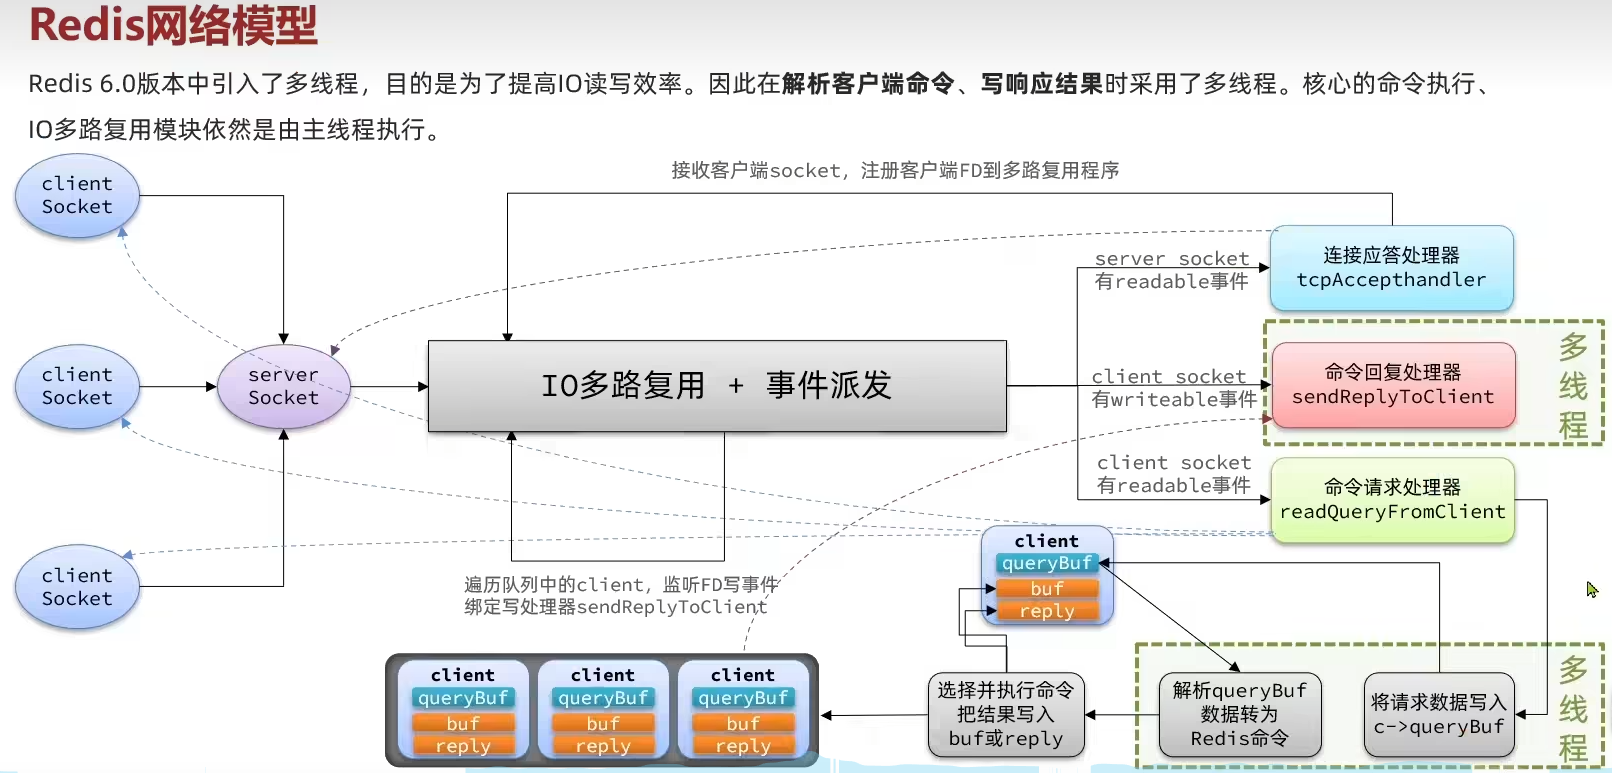 Redis网络模型
Redis 6.0版本中引入了多线程，目的是为了提高IO读写效率。因此在解析客户端命令、写响应结果时采用了多线程。核心的命令执行、
IO多路复用模块依然是由主线程执行。
接收客户端socket，注册客户端FD到多路复用程序
client
Socket
client
Socket
client
Socket
server
Socket
IO多路复用 + 事件派发
server socket
有readable事件
连接应答处理器
tcpAccepthandler
client socket
有writeable事件
命令回复处理器
sendReplyToClient
多
线
程
client socket
有readable事件
命令请求处理器
readQueryFromClient
遍历队列中的client，监听FD写事件
绑定写处理器sendReplyToClient
client
queryBuf
buf
reply
client
queryBuf
buf
reply
client
queryBuf
buf
reply
client
queryBuf
buf
reply
选择并执行命令
把结果写入
buf或reply
解析queryBuf
数据转为
Redis命令
将请求数据写入
c->queryBuf
多
线
程